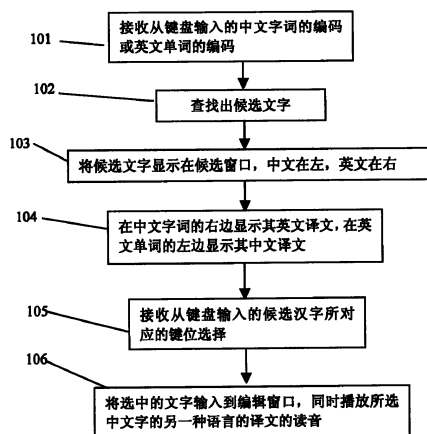 101
接收从键盘输入的中文字词的编码
或英文单词的编码
102
查找出候选文字
103
将候选文字显示在候选窗口，中文在左，英文在右
104
在中文字词的右边显示其英文译文，在英
文单词的左边显示其中文译文
105
接收从键盘输入的候选汉字所对
应的键位选择
106
将选中的文字输入到编辑窗口，同时播放所选
中文字的另一种语言的译文的读音